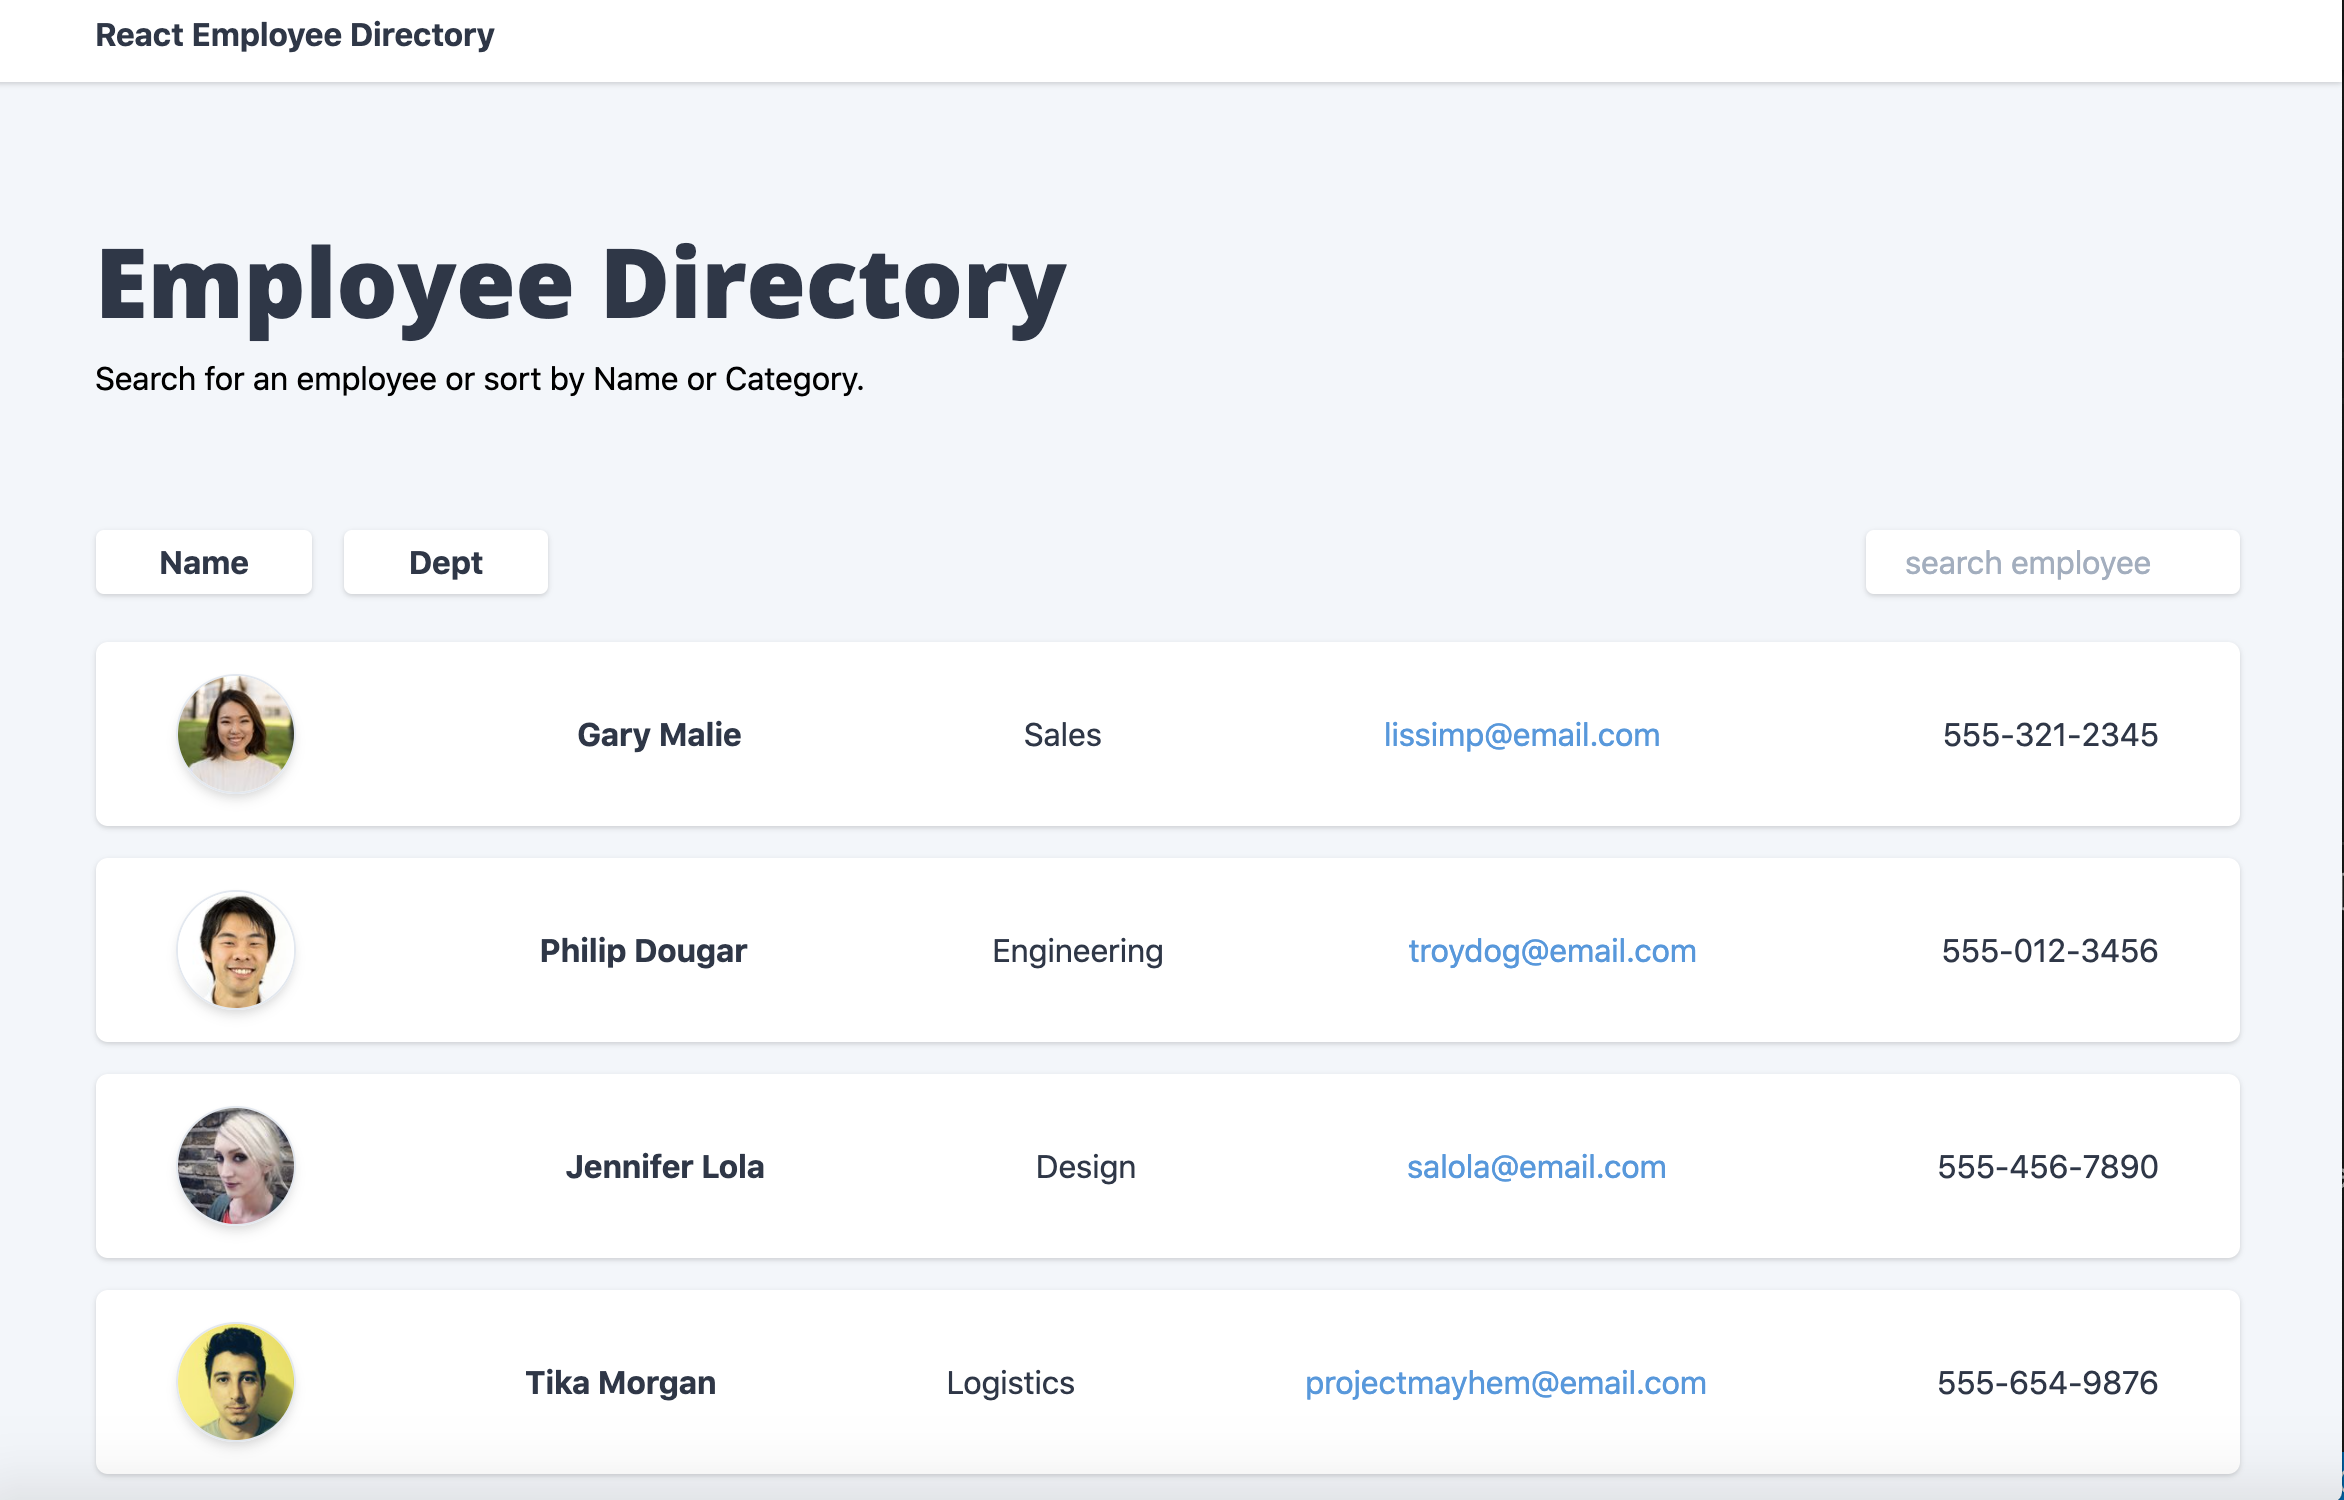 React Employee Directory
Employee Directory
Search for an employee or sort by Name or Category.
Name Dept search employee
Gary Malie Sales lissimp@email.com 555-321-2345
Philip Dougar Engineering troydog@email.com 555-012-3456
Jennifer Lola Design salola@email.com 555-456-7890
Tika Morgan Logistics projectmayhem@email.com 555-654-9876